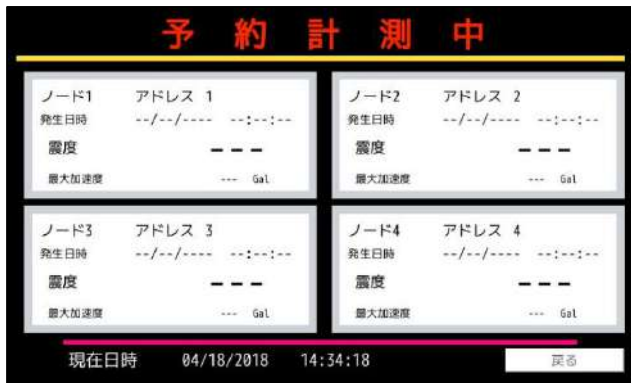 予約計測中
ノード1 アドレス 1
発生日時 --/--/---- --:--:--
震度 ---
最大加速度 --- Gal
ノード2 アドレス 2
発生日時 --/--/---- --:--:--
震度 ---
最大加速度 --- Gal
ノード3 アドレス 3
発生日時 --/--/---- --:--:--
震度 ---
最大加速度 --- Gal
ノード4 アドレス 4
発生日時 --/--/---- --:--:--
震度 ---
最大加速度 --- Gal
現在日時 04/18/2018 14:34:18 戻る